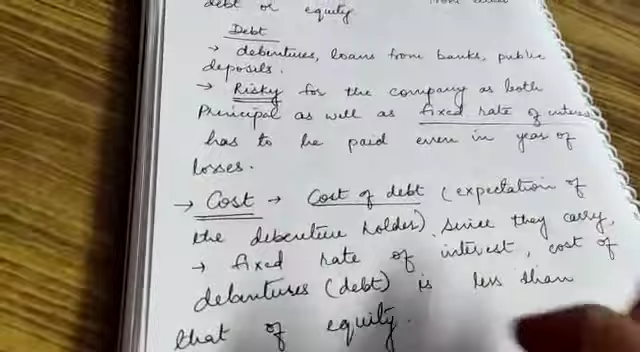 debt or equity
Debt
→ debentures, loans from banks, public
deposits.
→ Risky for the company as both
Principal as well as fixed rate of interes
has to be paid even in year of
losses.
→ Cost → Cost of debt (expectation of
the debenture holder). Since they carry,
→ fixed rate of interest, cost of
debentures (debt) is less than
that of equity.